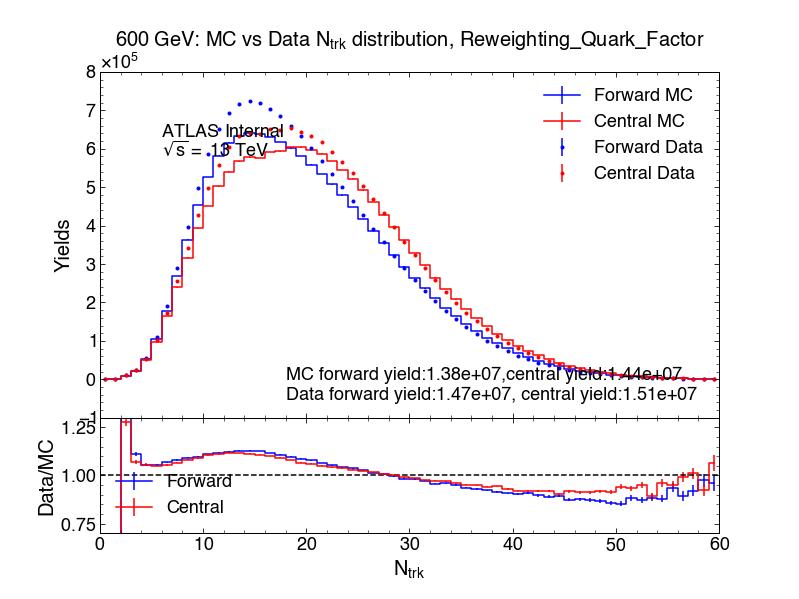 600 GeV: MC vs Data N_trk distribution, Reweighting_Quark_Factor
×10⁵
8
7
6
5
4
3
2
1
0
−1
Yields
ATLAS Internal
√s = 13 TeV
Forward MC
Central MC
Forward Data
Central Data
MC forward yield:1.38e+07,central yield:1.44e+07
Data forward yield:1.47e+07, central yield:1.51e+07
1.25
1.00
0.75
Data/MC
Forward
Central
0 10 20 30 40 50 60
N_trk